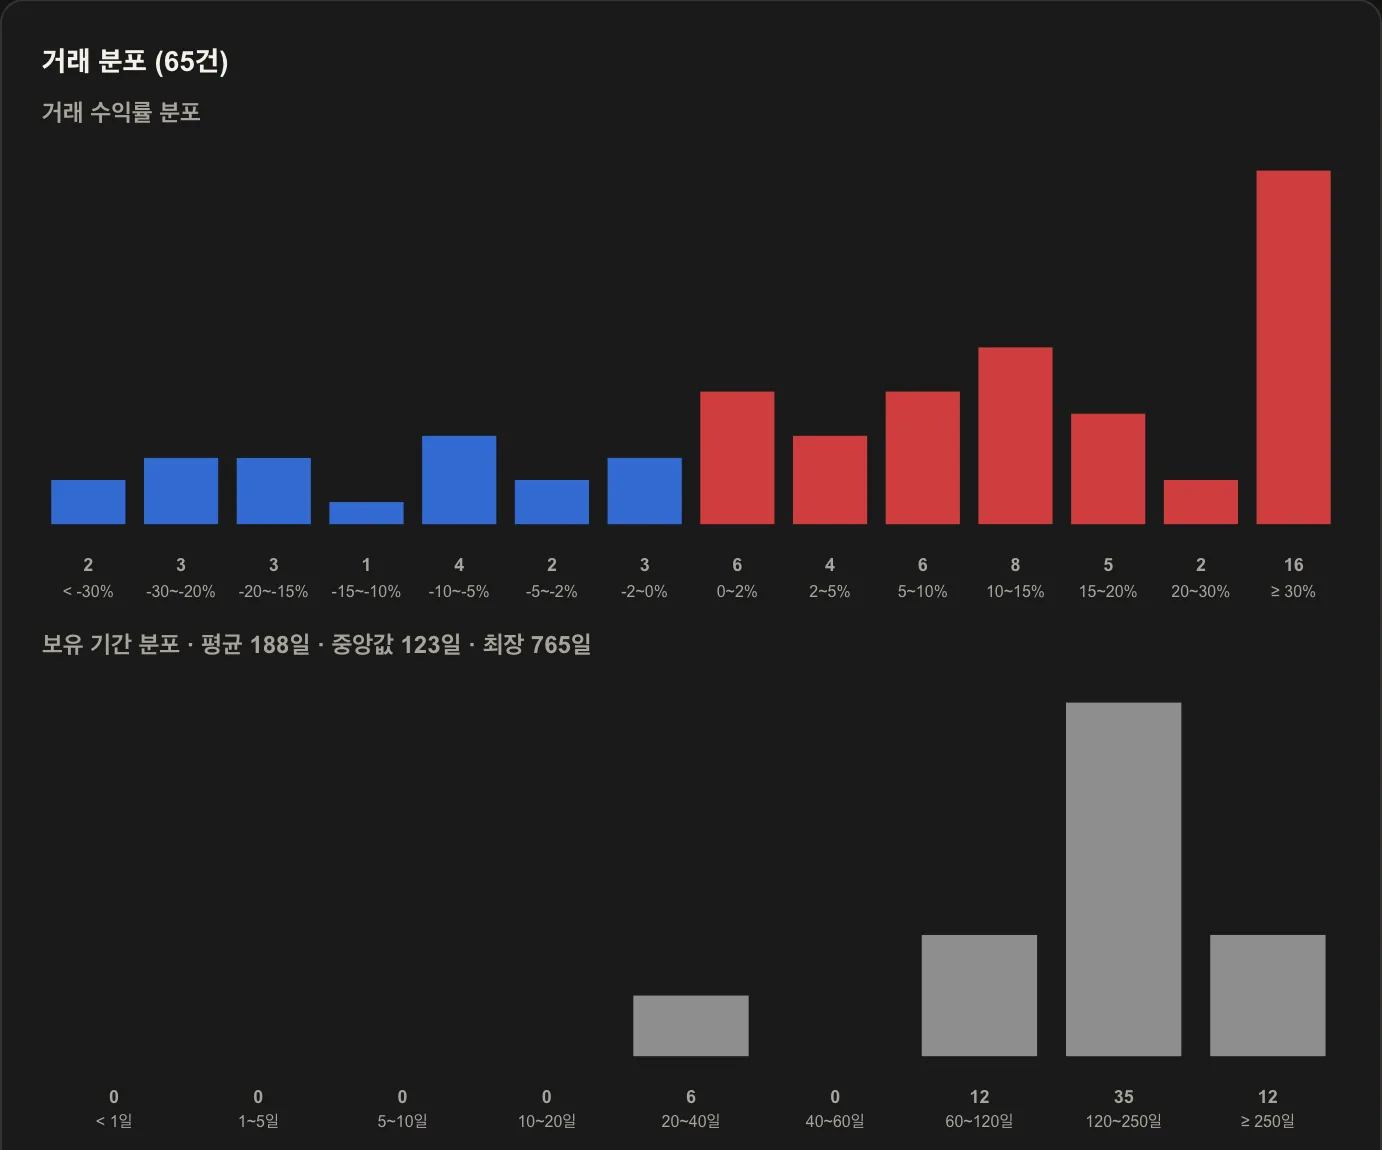 거래 분포 (65건)
거래 수익률 분포
2 3 3 1 4 2 3 6 4 6 8 5 2 16
< -30% -30~-20% -20~-15% -15~-10% -10~-5% -5~-2% -2~0% 0~2% 2~5% 5~10% 10~15% 15~20% 20~30% ≥ 30%
보유 기간 분포 · 평균 188일 · 중앙값 123일 · 최장 765일
0 0 0 0 6 0 12 35 12
< 1일 1~5일 5~10일 10~20일 20~40일 40~60일 60~120일 120~250일 ≥ 250일